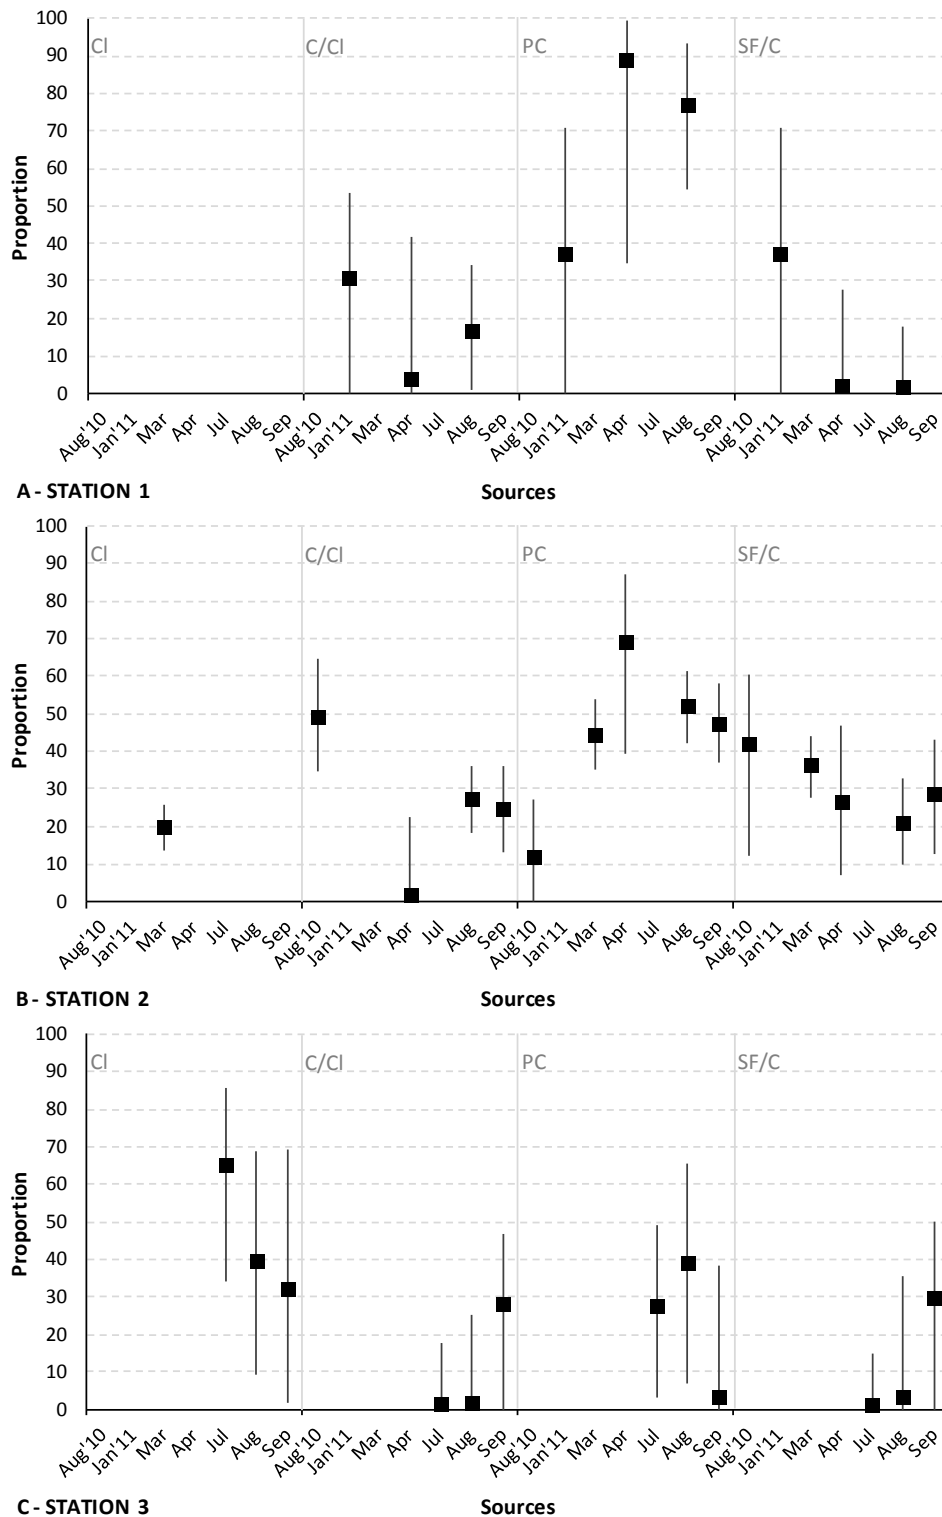 100
90
80
70
60
50
40
30
20
10
0
Proportion
Cl
C/Cl
PC
SF/C
Aug'10 Jan'11 Mar Apr Jul Aug Sep Aug'10 Jan'11 Mar Apr Jul Aug Sep Aug'10 Jan'11 Mar Apr Jul Aug Sep Aug'10 Jan'11 Mar Apr Jul Aug Sep
A - STATION 1 Sources
100
90
80
70
60
50
40
30
20
10
0
Proportion
Cl
C/Cl
PC
SF/C
Aug'10 Jan'11 Mar Apr Jul Aug Sep Aug'10 Jan'11 Mar Apr Jul Aug Sep Aug'10 Jan'11 Mar Apr Jul Aug Sep Aug'10 Jan'11 Mar Apr Jul Aug Sep
B - STATION 2 Sources
100
90
80
70
60
50
40
30
20
10
0
Proportion
Cl
C/Cl
PC
SF/C
Aug'10 Jan'11 Mar Apr Jul Aug Sep Aug'10 Jan'11 Mar Apr Jul Aug Sep Aug'10 Jan'11 Mar Apr Jul Aug Sep Aug'10 Jan'11 Mar Apr Jul Aug Sep
C - STATION 3 Sources